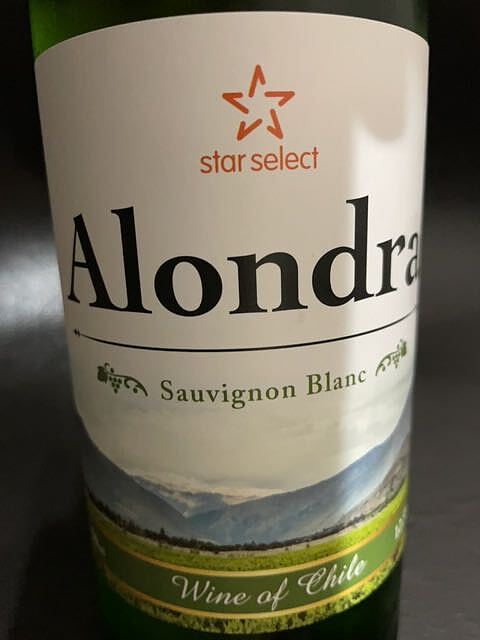 star select
Alondra
Sauvignon Blanc
Wine of Chile